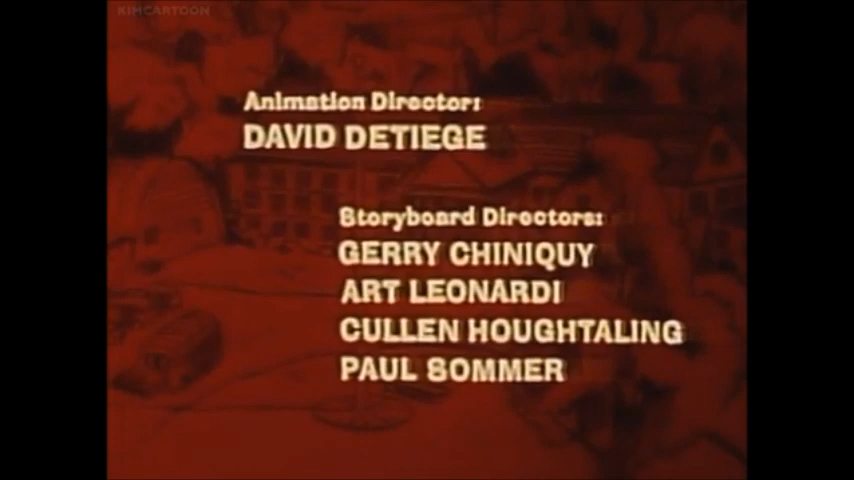 KIMCARTOON
Animation Director:
DAVID DETIEGE
Storyboard Directors:
GERRY CHINIQUY
ART LEONARDI
CULLEN HOUGHTALING
PAUL SOMMER